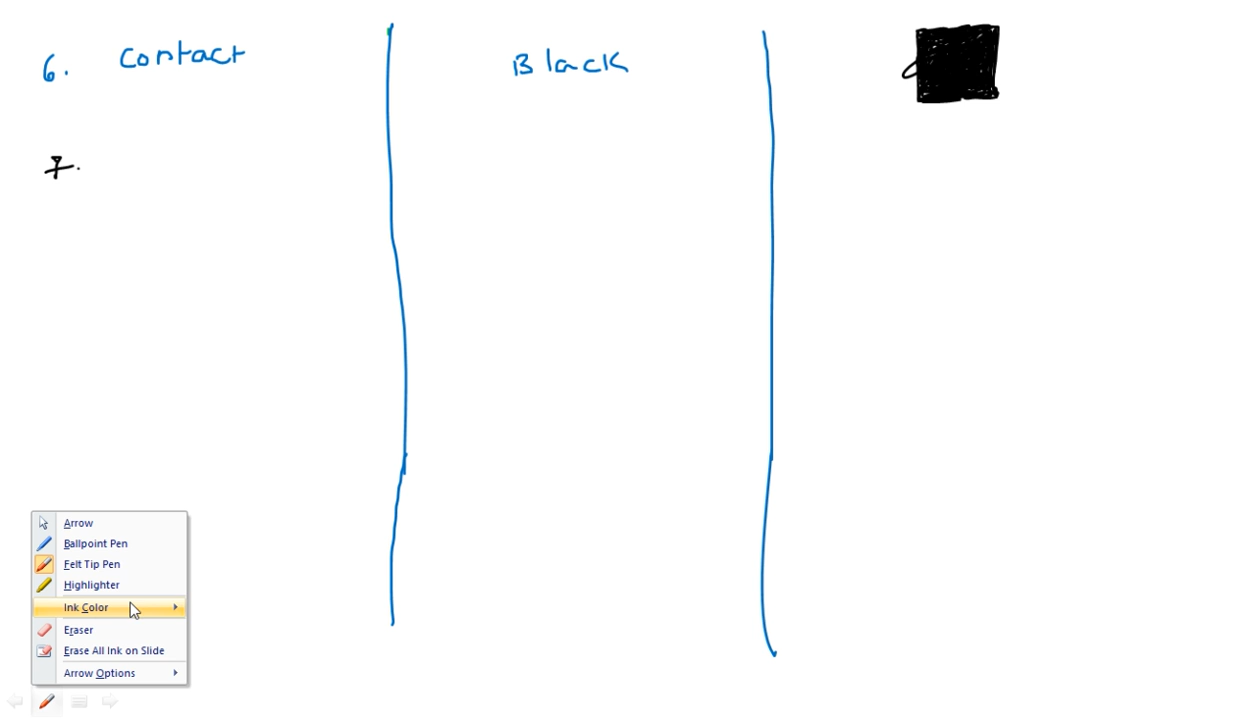 6. Contact Black
7.
Arrow
Ballpoint Pen
Felt Tip Pen
Highlighter
Ink Color
Eraser
Erase All Ink on Slide
Arrow Options